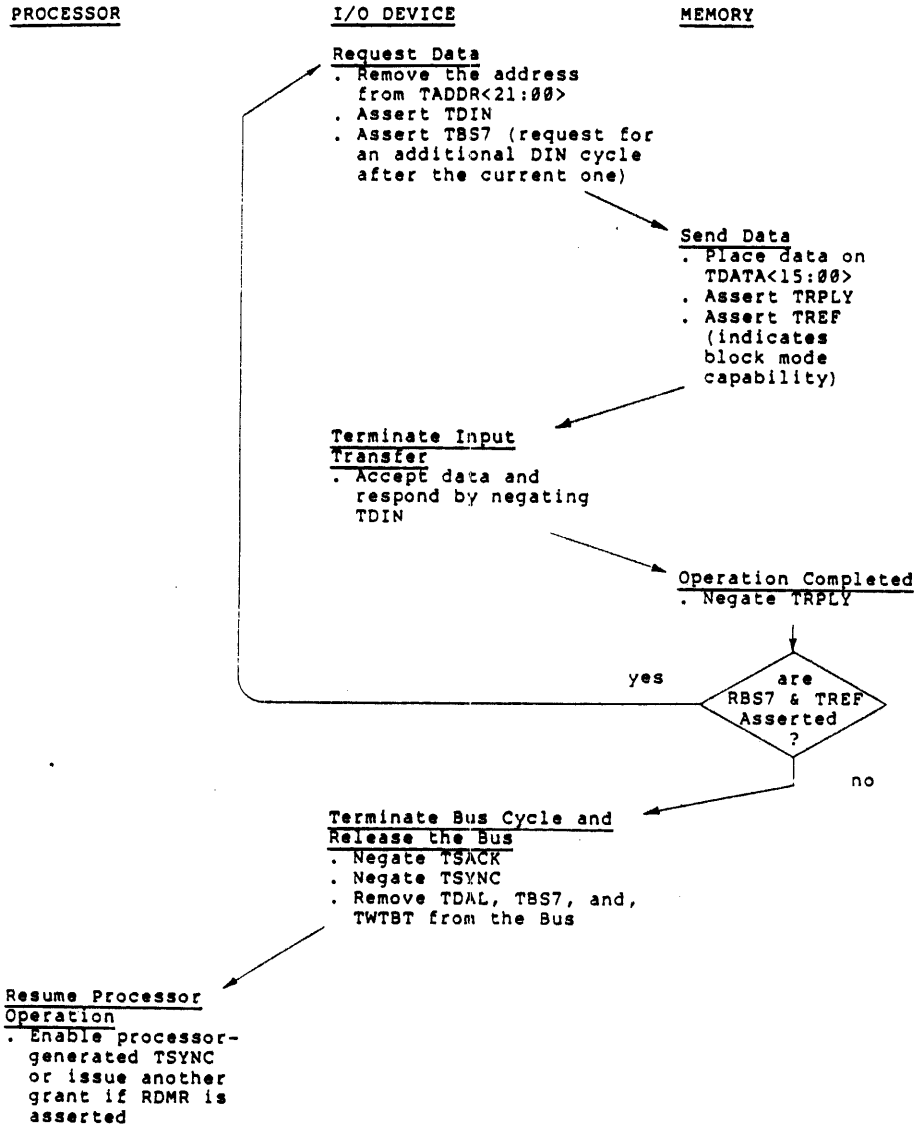 PROCESSOR I/O DEVICE MEMORY
Request Data
. Remove the address
from TADDR<21:00>
. Assert TDIN
. Assert TBS7 (request for
an additional DIN cycle
after the current one)
Send Data
. Place data on
TDATA<15:00>
. Assert TRPLY
. Assert TREF
(indicates
block mode
capability)
Terminate Input
Transfer
. Accept data and
respond by negating
TDIN
Operation Completed
. Negate TRPLY
are
RBS7 & TREF
Asserted
?
yes
no
Terminate Bus Cycle and
Release the Bus
. Negate TSACK
. Negate TSYNC
. Remove TDAL, TBS7, and,
TWTBT from the Bus
Resume Processor
Operation
. Enable processor-
generated TSYNC
or issue another
grant if RDMR is
asserted